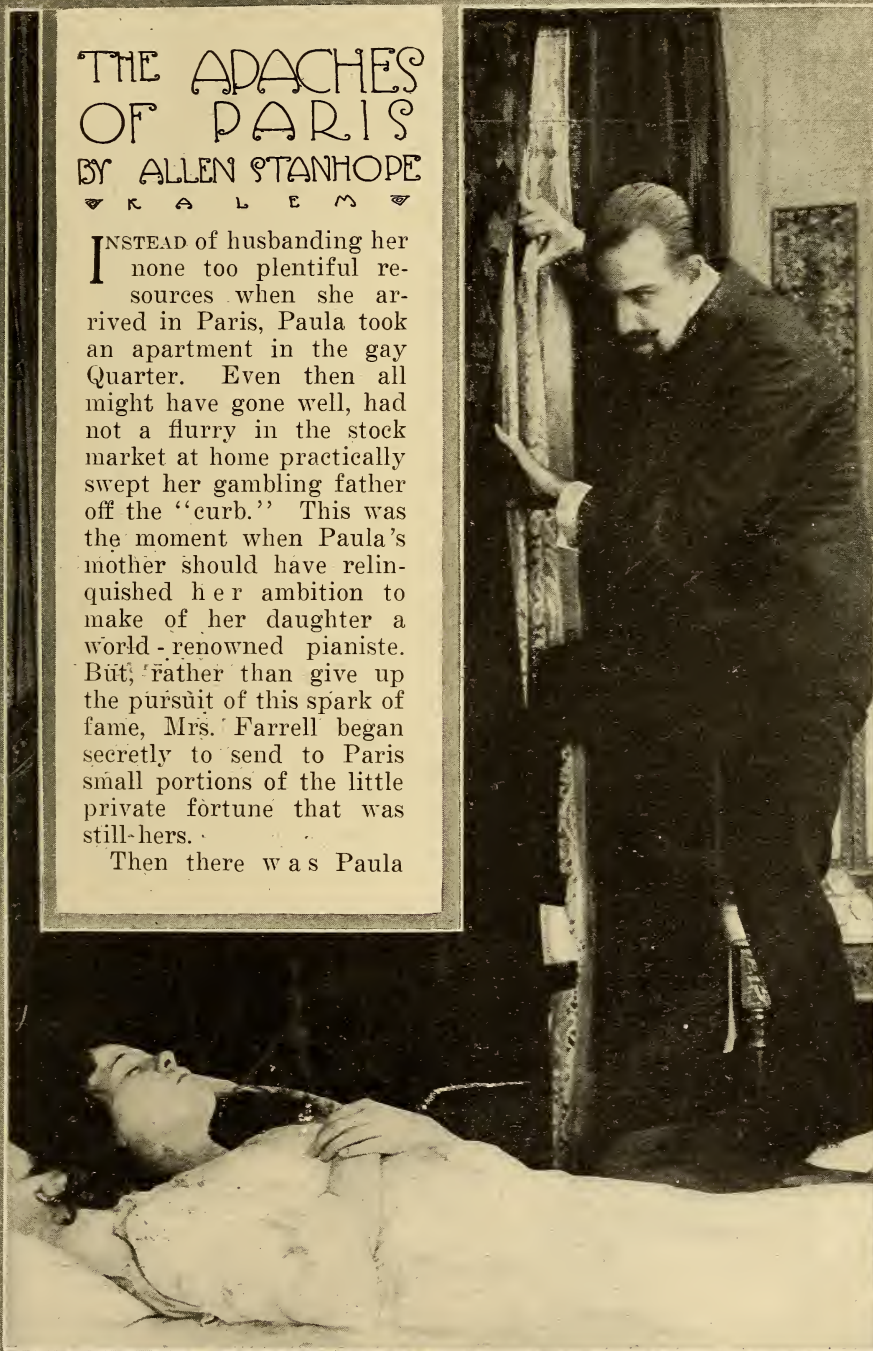 THE APACHES
OF PARIS
BY ALLEN STANHOPE
KALEM
INSTEAD of husbanding her
none too plentiful re-
sources when she ar-
rived in Paris, Paula took
an apartment in the gay
Quarter. Even then all
might have gone well, had
not a flurry in the stock
market at home practically
swept her gambling father
off the "curb." This was
the moment when Paula's
mother should have relin-
quished her ambition to
make of her daughter a
world-renowned pianiste.
But, rather than give up
the pursuit of this spark of
fame, Mrs. Farrell began
secretly to send to Paris
small portions of the little
private fortune that was
still hers.
Then there was Paula